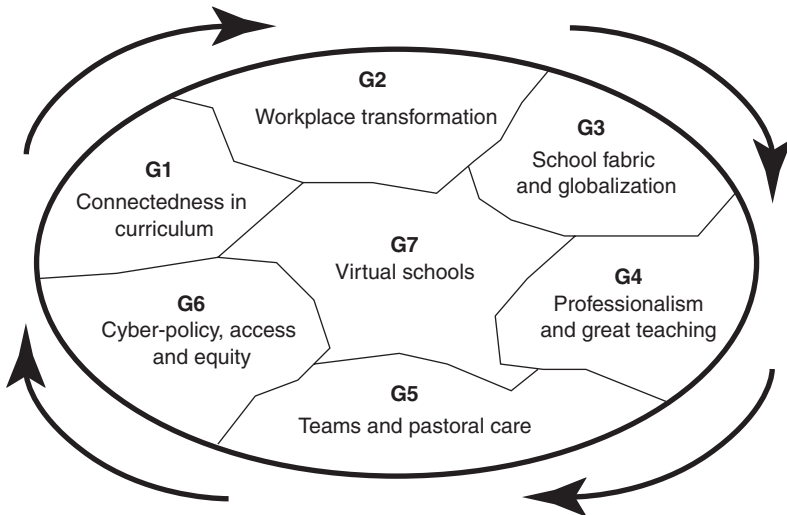 G1
Connectedness in
curriculum
G2
Workplace transformation
G3
School fabric
and globalization
G4
Professionalism
and great teaching
G5
Teams and pastoral care
G6
Cyber-policy, access
and equity
G7
Virtual schools